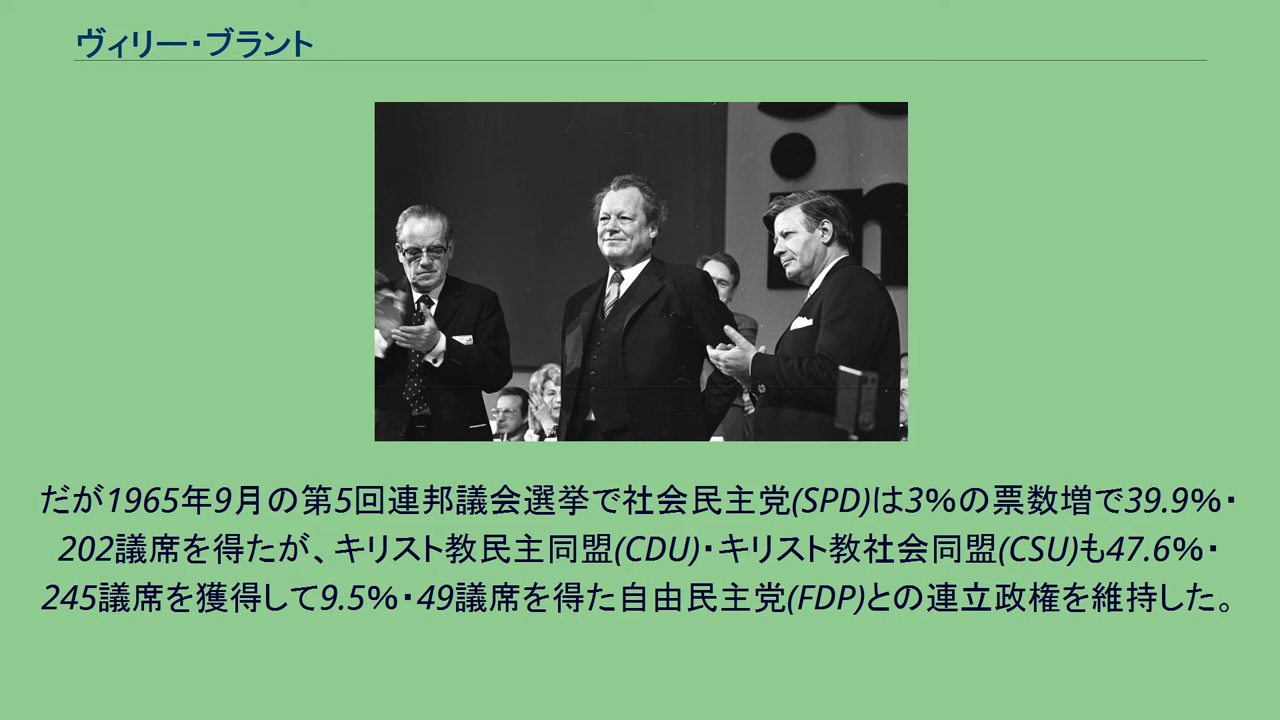 ヴィリー・ブラント
だが1965年9月の第5回連邦議会選挙で社会民主党(SPD)は3%の票数増で39.9%・
202議席を得たが、キリスト教民主同盟(CDU)・キリスト教社会同盟(CSU)も47.6%・
245議席を獲得して9.5%・49議席を得た自由民主党(FDP)との連立政権を維持した。